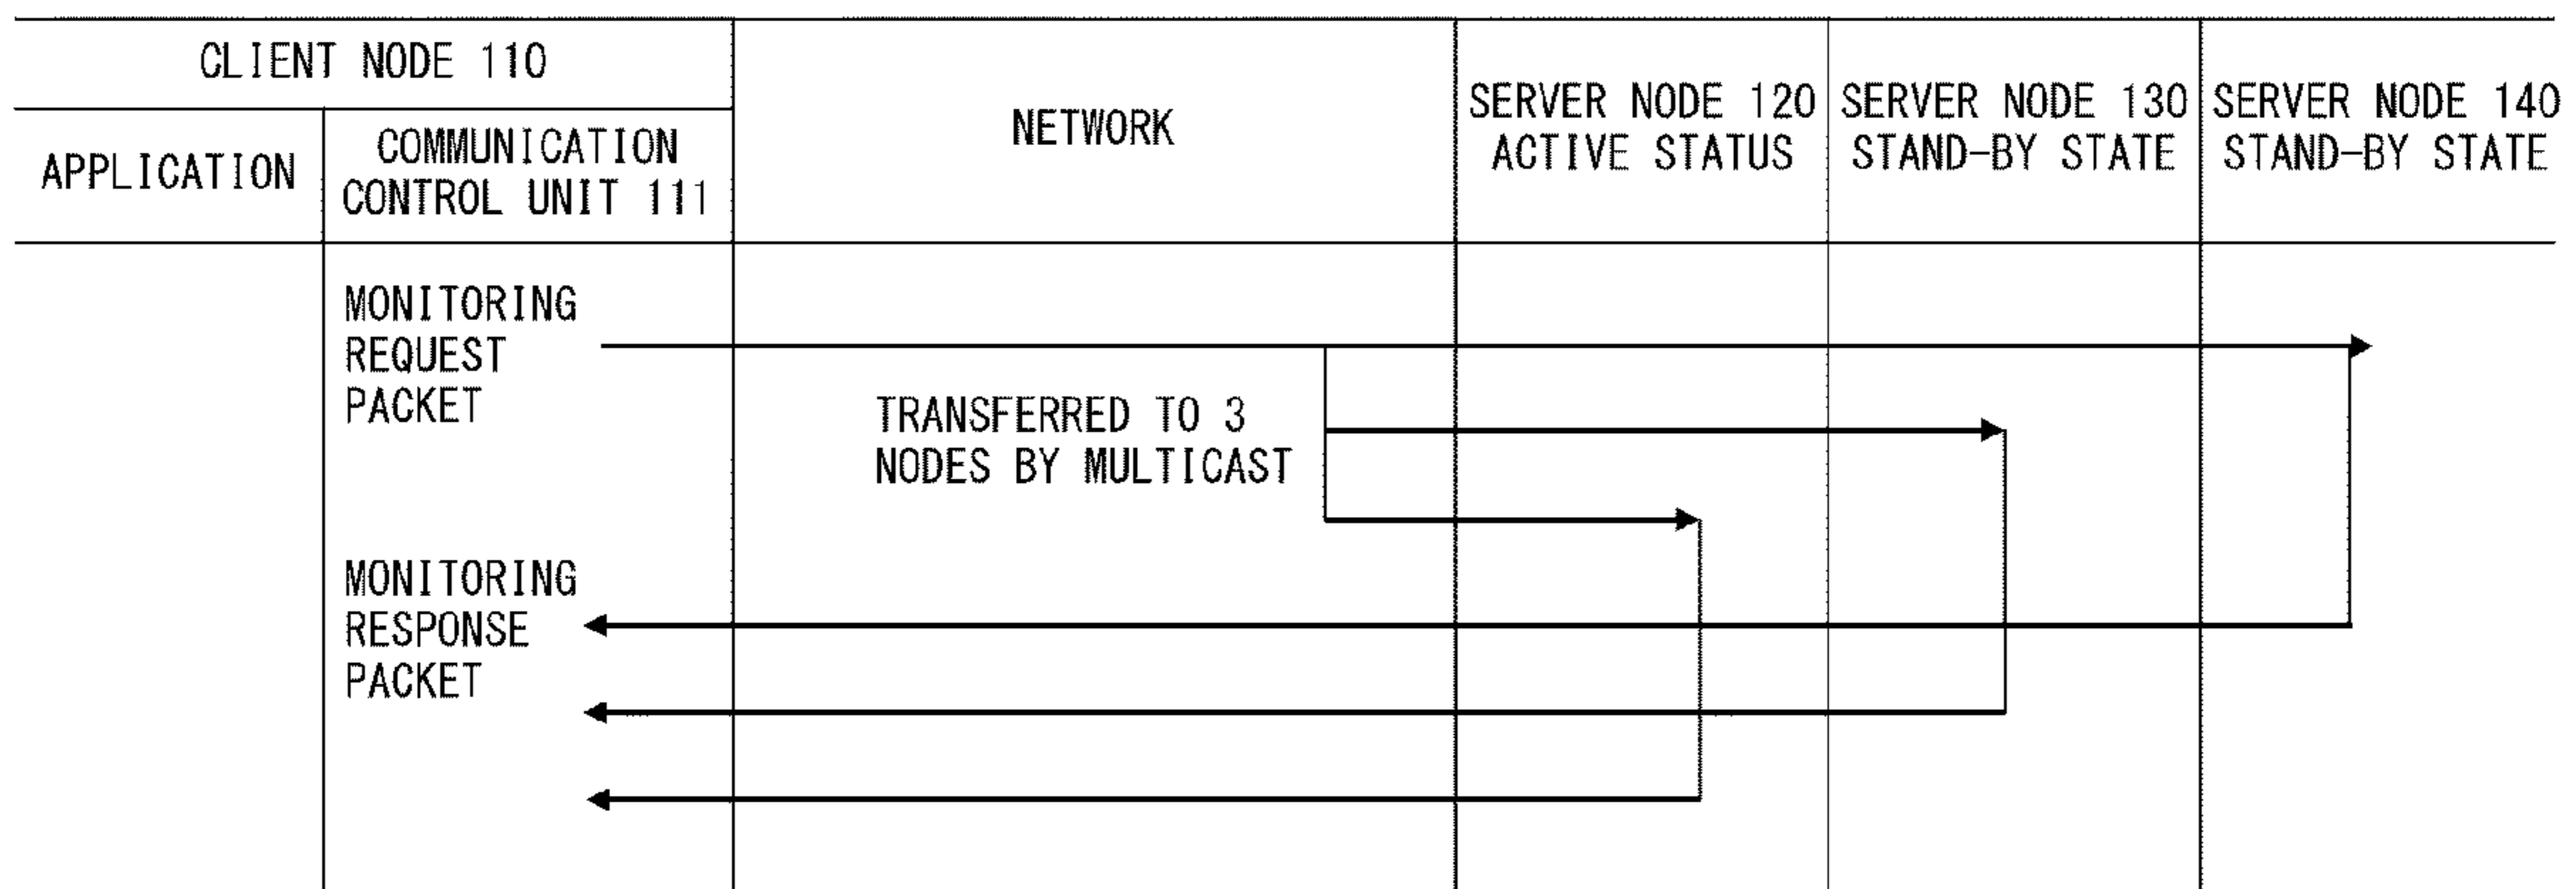 CLIENT NODE 110
APPLICATION
COMMUNICATION
CONTROL UNIT 111
NETWORK
SERVER NODE 120
ACTIVE STATUS
SERVER NODE 130
STAND-BY STATE
SERVER NODE 140
STAND-BY STATE
MONITORING
REQUEST
PACKET
TRANSFERRED TO 3
NODES BY MULTICAST
MONITORING
RESPONSE
PACKET